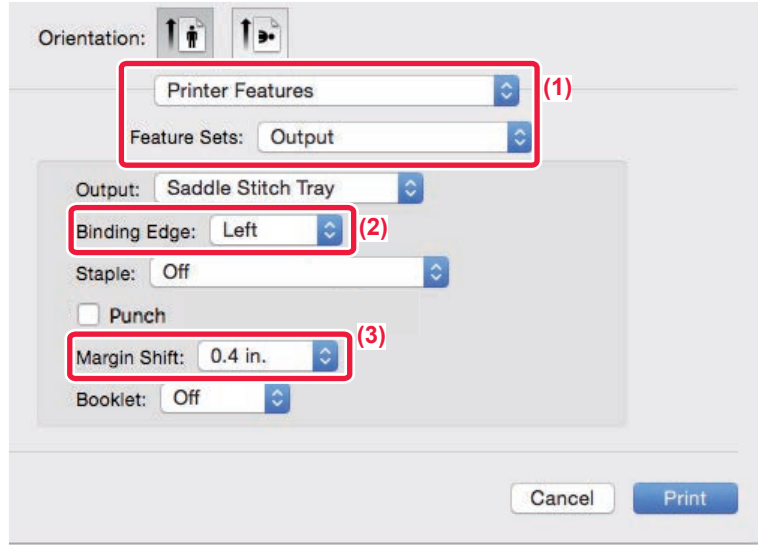 Orientation:
Printer Features
(1)
Feature Sets: Output
Output: Saddle Stitch Tray
Binding Edge: Left
(2)
Staple: Off
Punch
(3)
Margin Shift: 0.4 in.
Booklet: Off
Cancel Print